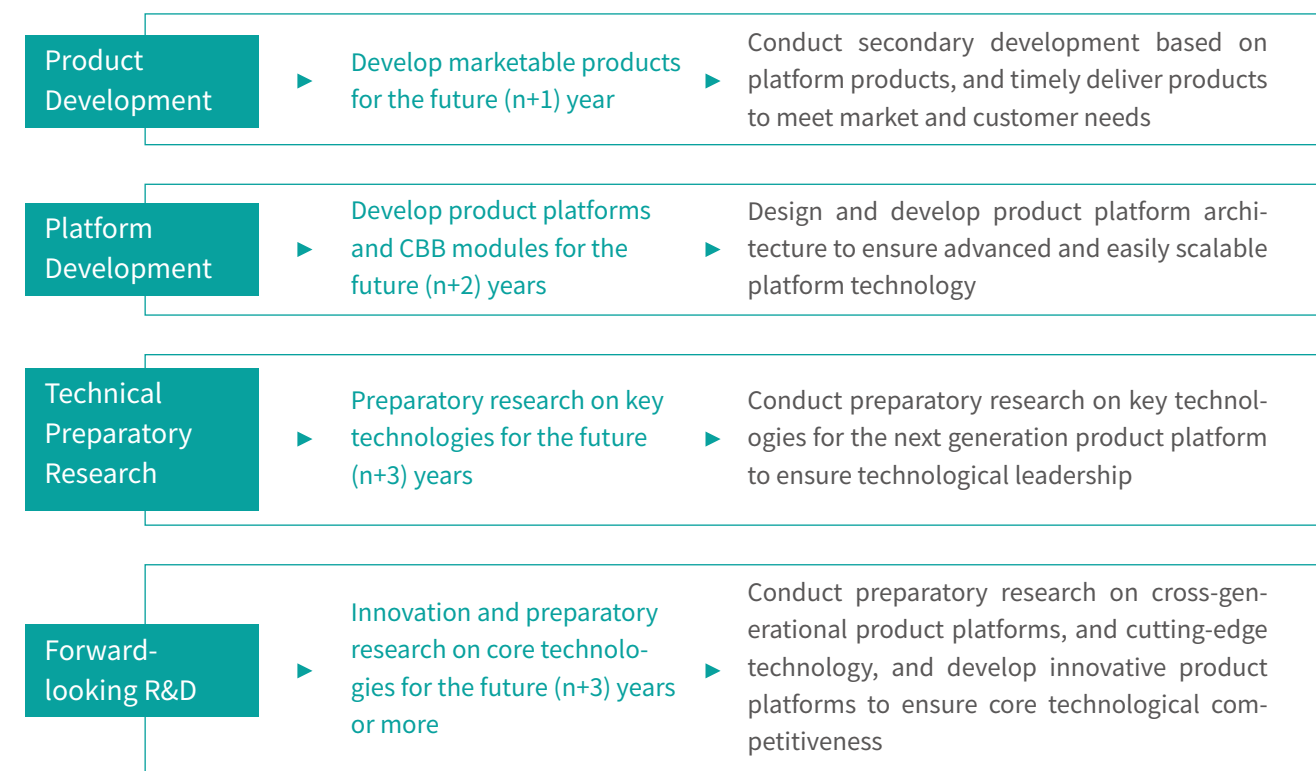 Product
Development
Develop marketable products
for the future (n+1) year
Conduct secondary development based on
platform products, and timely deliver products
to meet market and customer needs
Platform
Development
Develop product platforms
and CBB modules for the
future (n+2) years
Design and develop product platform archi-
tecture to ensure advanced and easily scalable
platform technology
Technical
Preparatory
Research
Preparatory research on key
technologies for the future
(n+3) years
Conduct preparatory research on key technol-
ogies for the next generation product platform
to ensure technological leadership
Forward-
looking R&D
Innovation and preparatory
research on core technolo-
gies for the future (n+3) years
or more
Conduct preparatory research on cross-gen-
erational product platforms, and cutting-edge
technology, and develop innovative product
platforms to ensure core technological com-
petitiveness